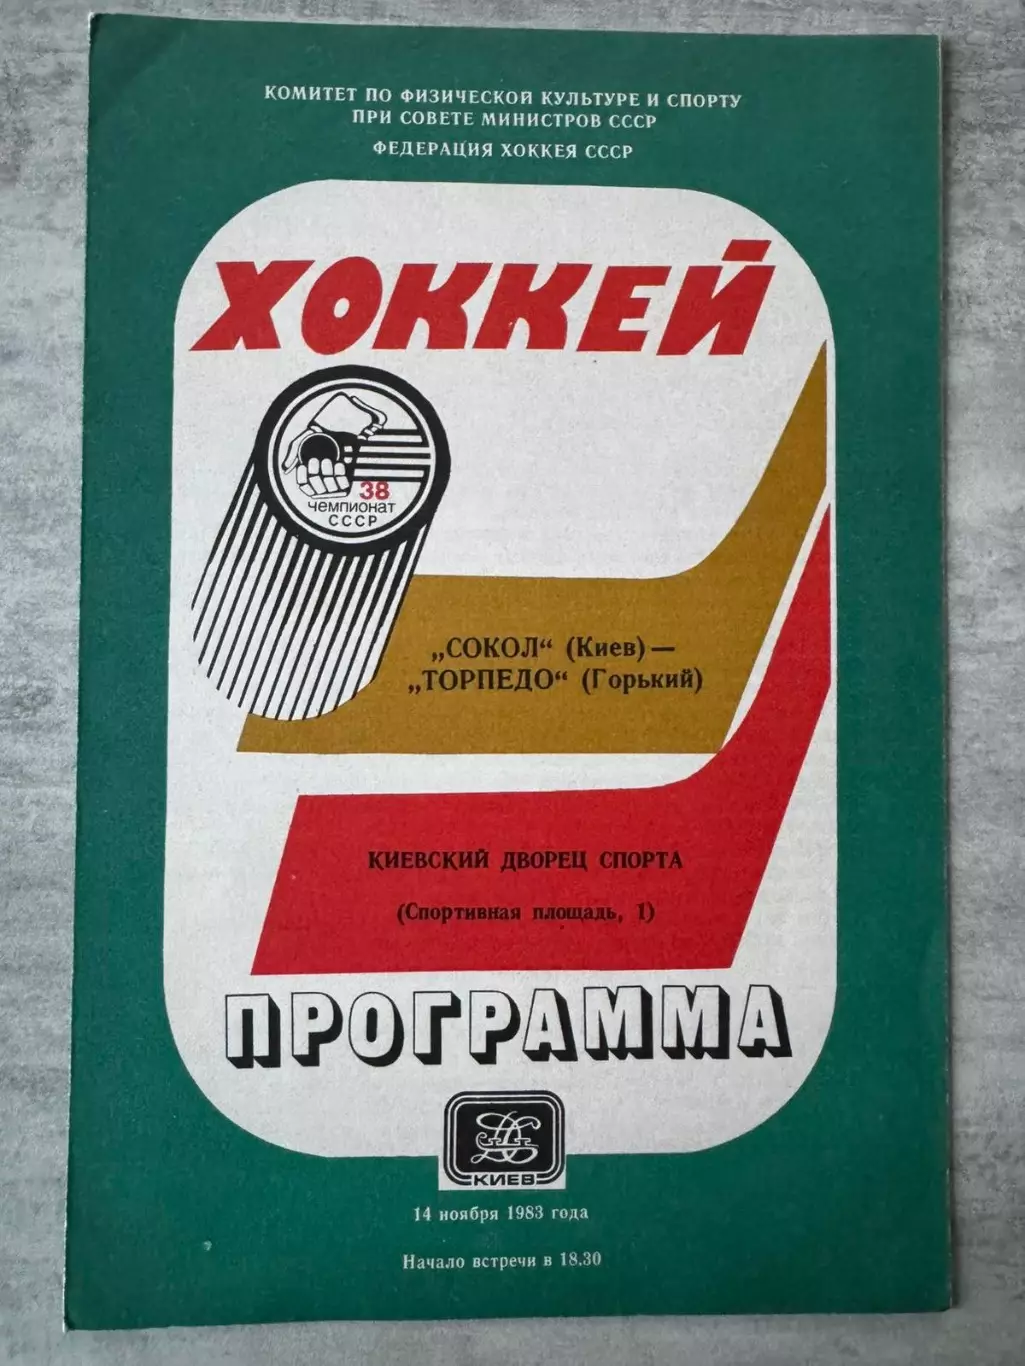 КОМИТЕТ ПО ФИЗИЧЕСКОЙ КУЛЬТУРЕ И СПОРТУ
ПРИ СОВЕТЕ МИНИСТРОВ СССР
ФЕДЕРАЦИЯ ХОККЕЯ СССР
ХОККЕЙ
38
чемпионат
СССР
„СОКОЛ“ (Киев) —
„ТОРПЕДО“ (Горький)
КИЕВСКИЙ ДВОРЕЦ СПОРТА
(Спортивная площадь, 1)
ПРОГРАММА
КИЕВ
14 ноября 1983 года
Начало встречи в 18.30